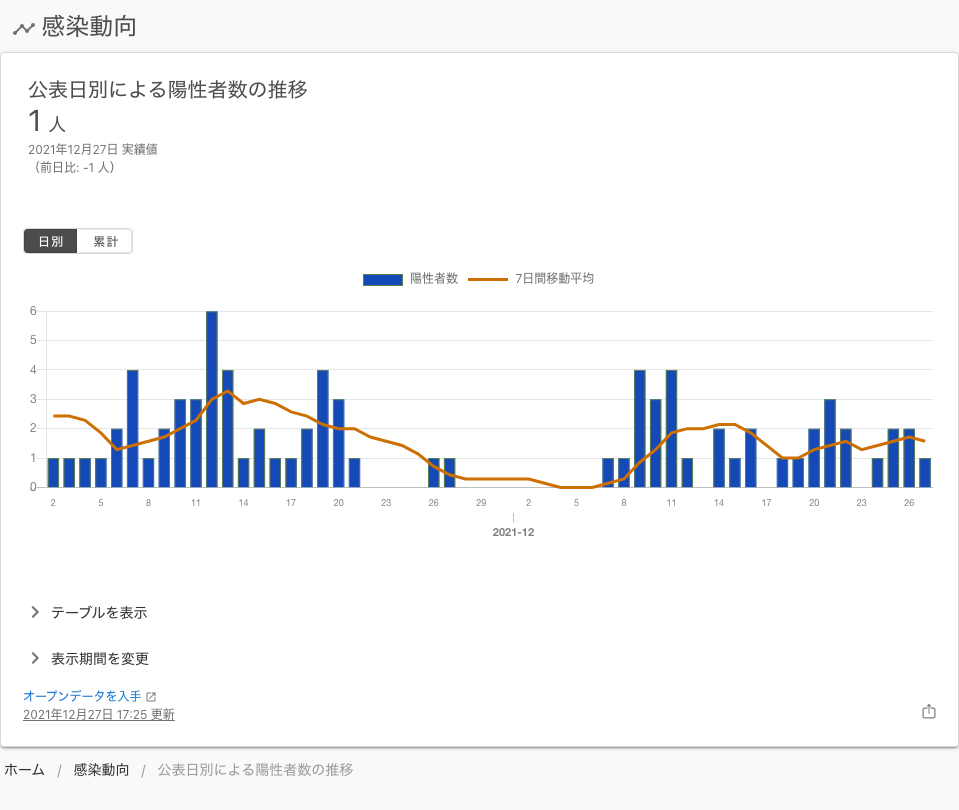 感染動向
公表日別による陽性者数の推移
1 人
2021年12月27日 実績値
（前日比: -1 人）
日別 累計
陽性者数 7日間移動平均
6
5
4
3
2
1
0
2 5 8 11 14 17 20 23 26 29 2 5 8 11 14 17 20 23 26
2021-12
テーブルを表示
表示期間を変更
オープンデータを入手
2021年12月27日 17:25 更新
ホーム / 感染動向 / 公表日別による陽性者数の推移